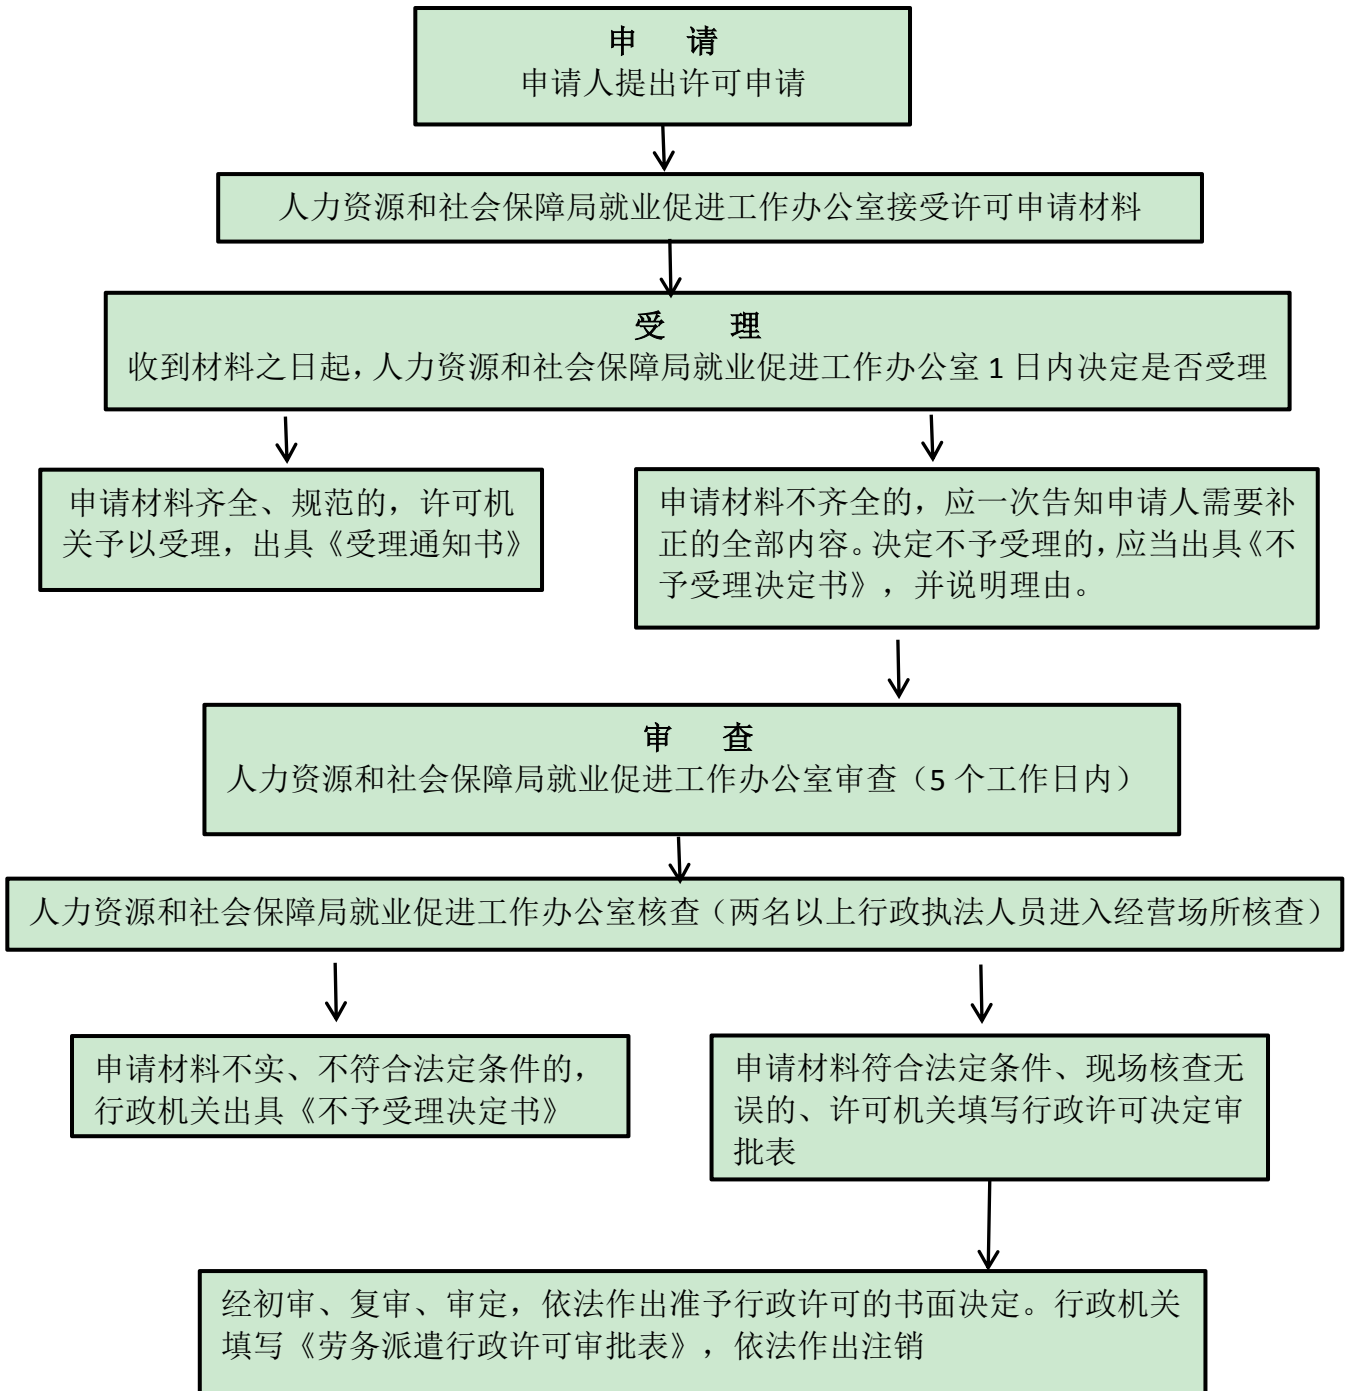 申 请
申请人提出许可申请
人力资源和社会保障局就业促进工作办公室接受许可申请材料
受 理
收到材料之日起，人力资源和社会保障局就业促进工作办公室 1 日内决定是否受理
申请材料齐全、规范的，许可机
关予以受理，出具《受理通知书》
申请材料不齐全的，应一次告知申请人需要补
正的全部内容。决定不予受理的，应当出具《不
予受理决定书》，并说明理由。
审 查
人力资源和社会保障局就业促进工作办公室审查（5 个工作日内）
人力资源和社会保障局就业促进工作办公室核查（两名以上行政执法人员进入经营场所核查）
申请材料不实、不符合法定条件的，
行政机关出具《不予受理决定书》
申请材料符合法定条件、现场核查无
误的、许可机关填写行政许可决定审
批表
经初审、复审、审定，依法作出准予行政许可的书面决定。行政机关
填写《劳务派遣行政许可审批表》，依法作出注销